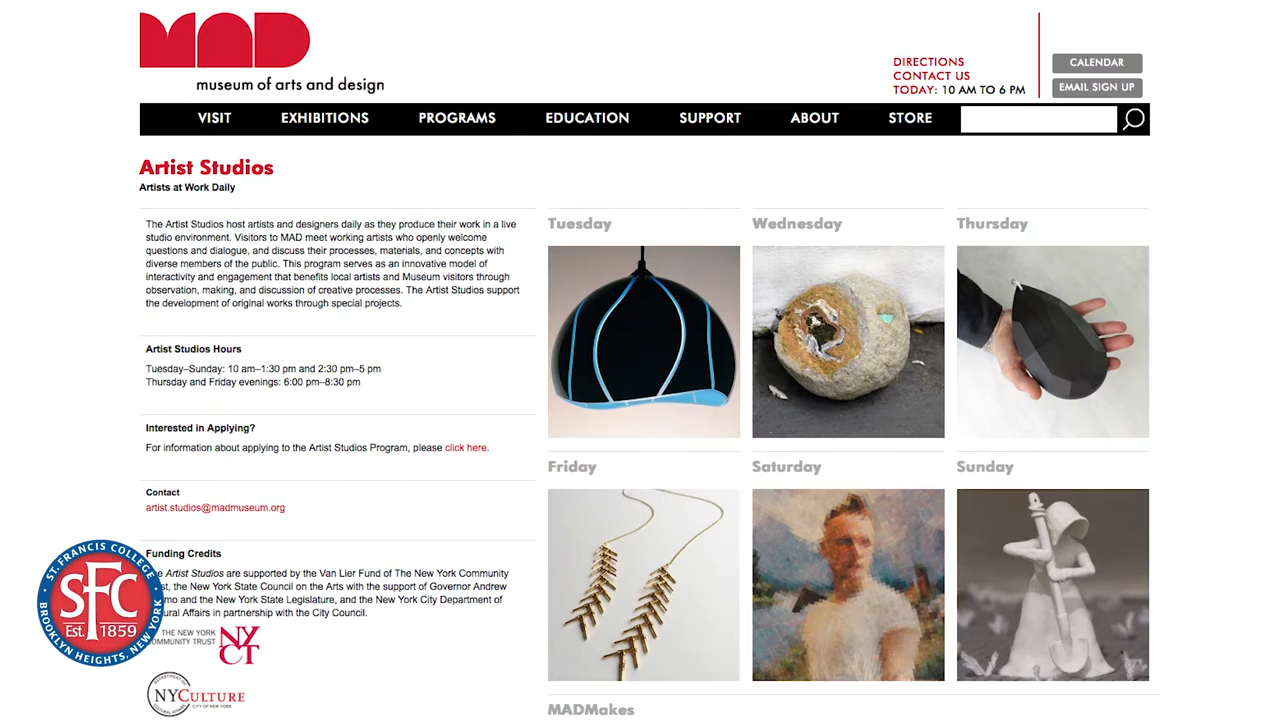 MAD
museum of arts and design
DIRECTIONS
CONTACT US
TODAY: 10 AM TO 6 PM
CALENDAR
EMAIL SIGN UP
VISIT EXHIBITIONS PROGRAMS EDUCATION SUPPORT ABOUT STORE
Artist Studios
Artists at Work Daily
The Artist Studios host artists and designers daily as they produce their work in a live
studio environment. Visitors to MAD meet working artists who openly welcome
questions and dialogue, and discuss their processes, materials, and concepts with
diverse members of the public. This program serves as an innovative model of
interactivity and engagement that benefits local artists and Museum visitors through
observation, making, and discussion of creative processes. The Artist Studios support
the development of original works through special projects.
Artist Studios Hours
Tuesday–Sunday: 10 am–1:30 pm and 2:30 pm–5 pm
Thursday and Friday evenings: 6:00 pm–8:30 pm
Interested in Applying?
For information about applying to the Artist Studios Program, please click here.
Contact
artist.studios@madmuseum.org
Funding Credits
Artist Studios are supported by the Van Lier Fund of The New York Community
the New York State Council on the Arts with the support of Governor Andrew
and the New York State Legislature, and the New York City Department of
Affairs in partnership with the City Council.
THE NEW YORK
COMMUNITY TRUST
NY
CT
DEPARTMENT OF
NYCULTURE
CITY OF NEW YORK
CULTURAL AFFAIRS
ST. FRANCIS COLLEGE
SFC
Est. 1859
BROOKLYN HEIGHTS, NEW YORK
Tuesday Wednesday Thursday
Friday Saturday Sunday
MADMakes